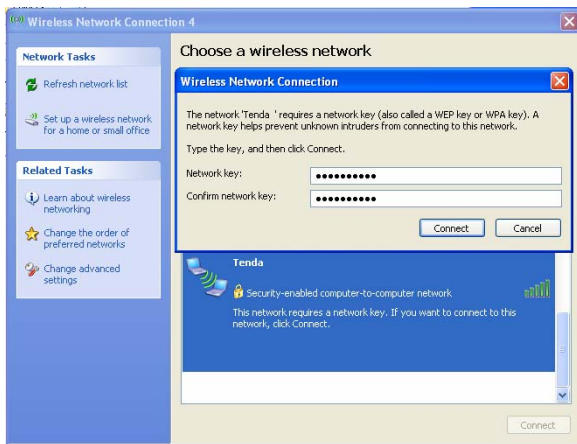 Wireless Network Connection 4
Network Tasks
Refresh network list
Set up a wireless network
for a home or small office
Related Tasks
Learn about wireless
networking
Change the order of
preferred networks
Change advanced
settings
Choose a wireless network
Wireless Network Connection
The network 'Tenda ' requires a network key (also called a WEP key or WPA key). A
network key helps prevent unknown intruders from connecting to this network.
Type the key, and then click Connect.
Network key: ●●●●●●●●●●
Confirm network key: ●●●●●●●●●●
Connect Cancel
Tenda
Security-enabled computer-to-computer network
This network requires a network key. If you want to connect to this
network, click Connect.
Connect